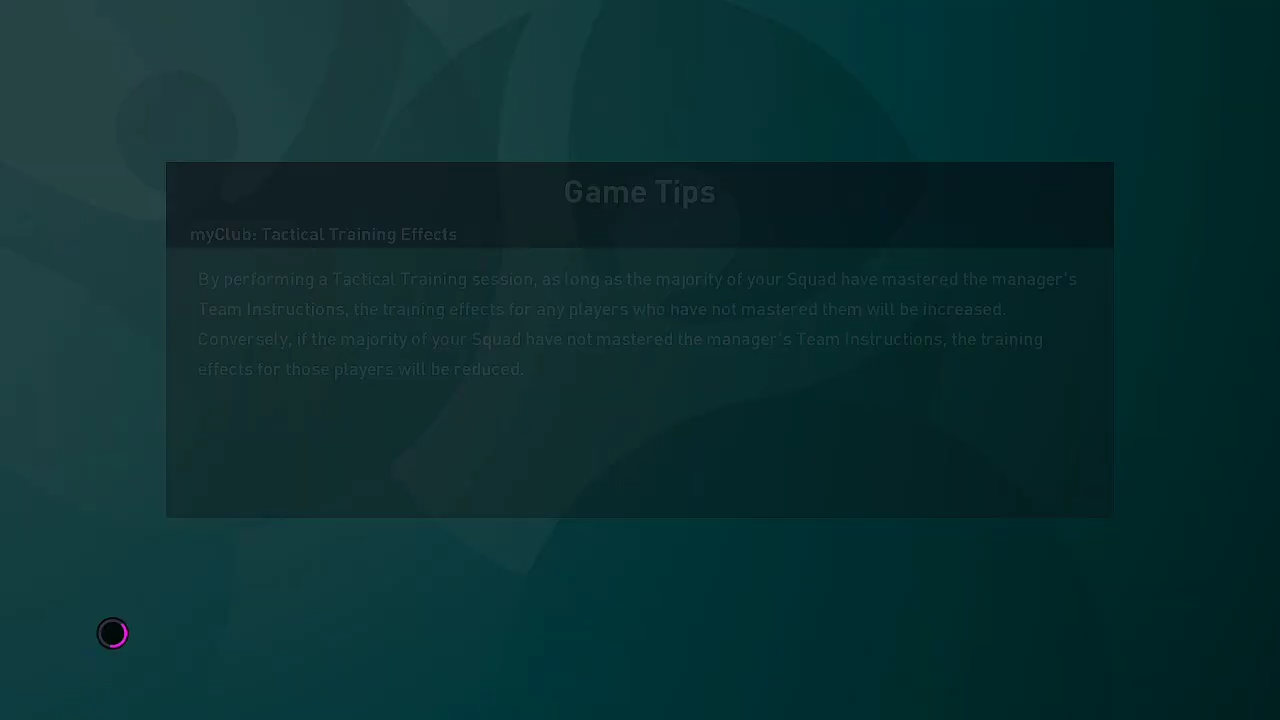 Game Tips
myClub: Tactical Training Effects
By performing a Tactical Training session, as long as the majority of your Squad have mastered the manager's
Team Instructions, the training effects for any players who have not mastered them will be increased.
Conversely, if the majority of your Squad have not mastered the manager's Team Instructions, the training
effects for those players will be reduced.